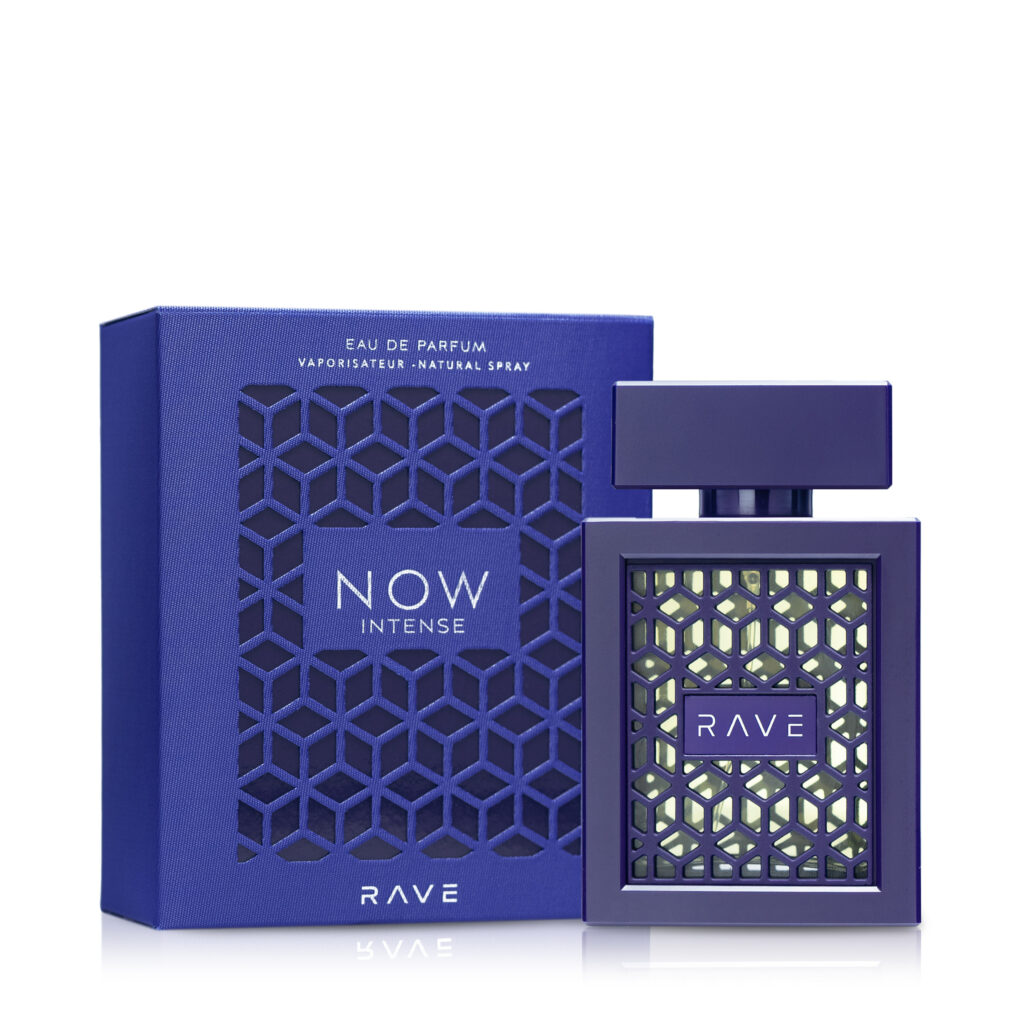 EAU DE PARFUM
VAPORISATEUR -NATURAL SPRAY
NOW
INTENSE
RAVE
RAVE